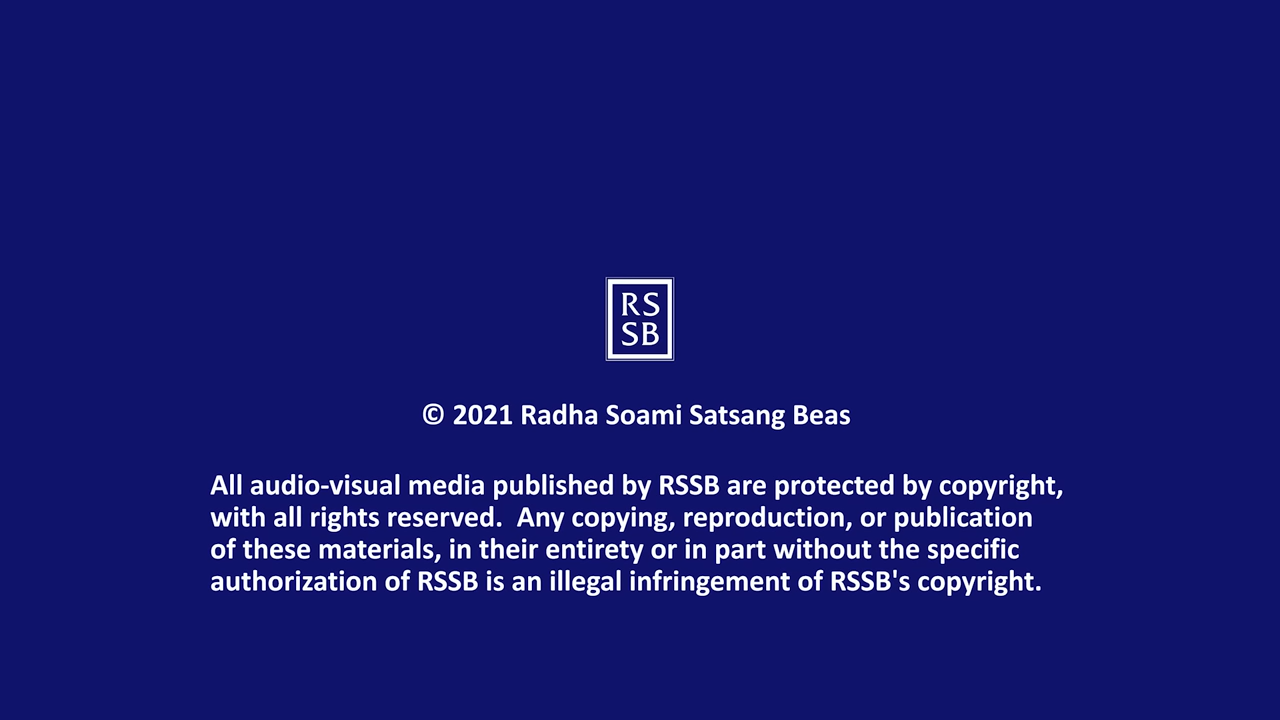 RS
SB
© 2021 Radha Soami Satsang Beas
All audio-visual media published by RSSB are protected by copyright,
with all rights reserved.  Any copying, reproduction, or publication
of these materials, in their entirety or in part without the specific
authorization of RSSB is an illegal infringement of RSSB's copyright.